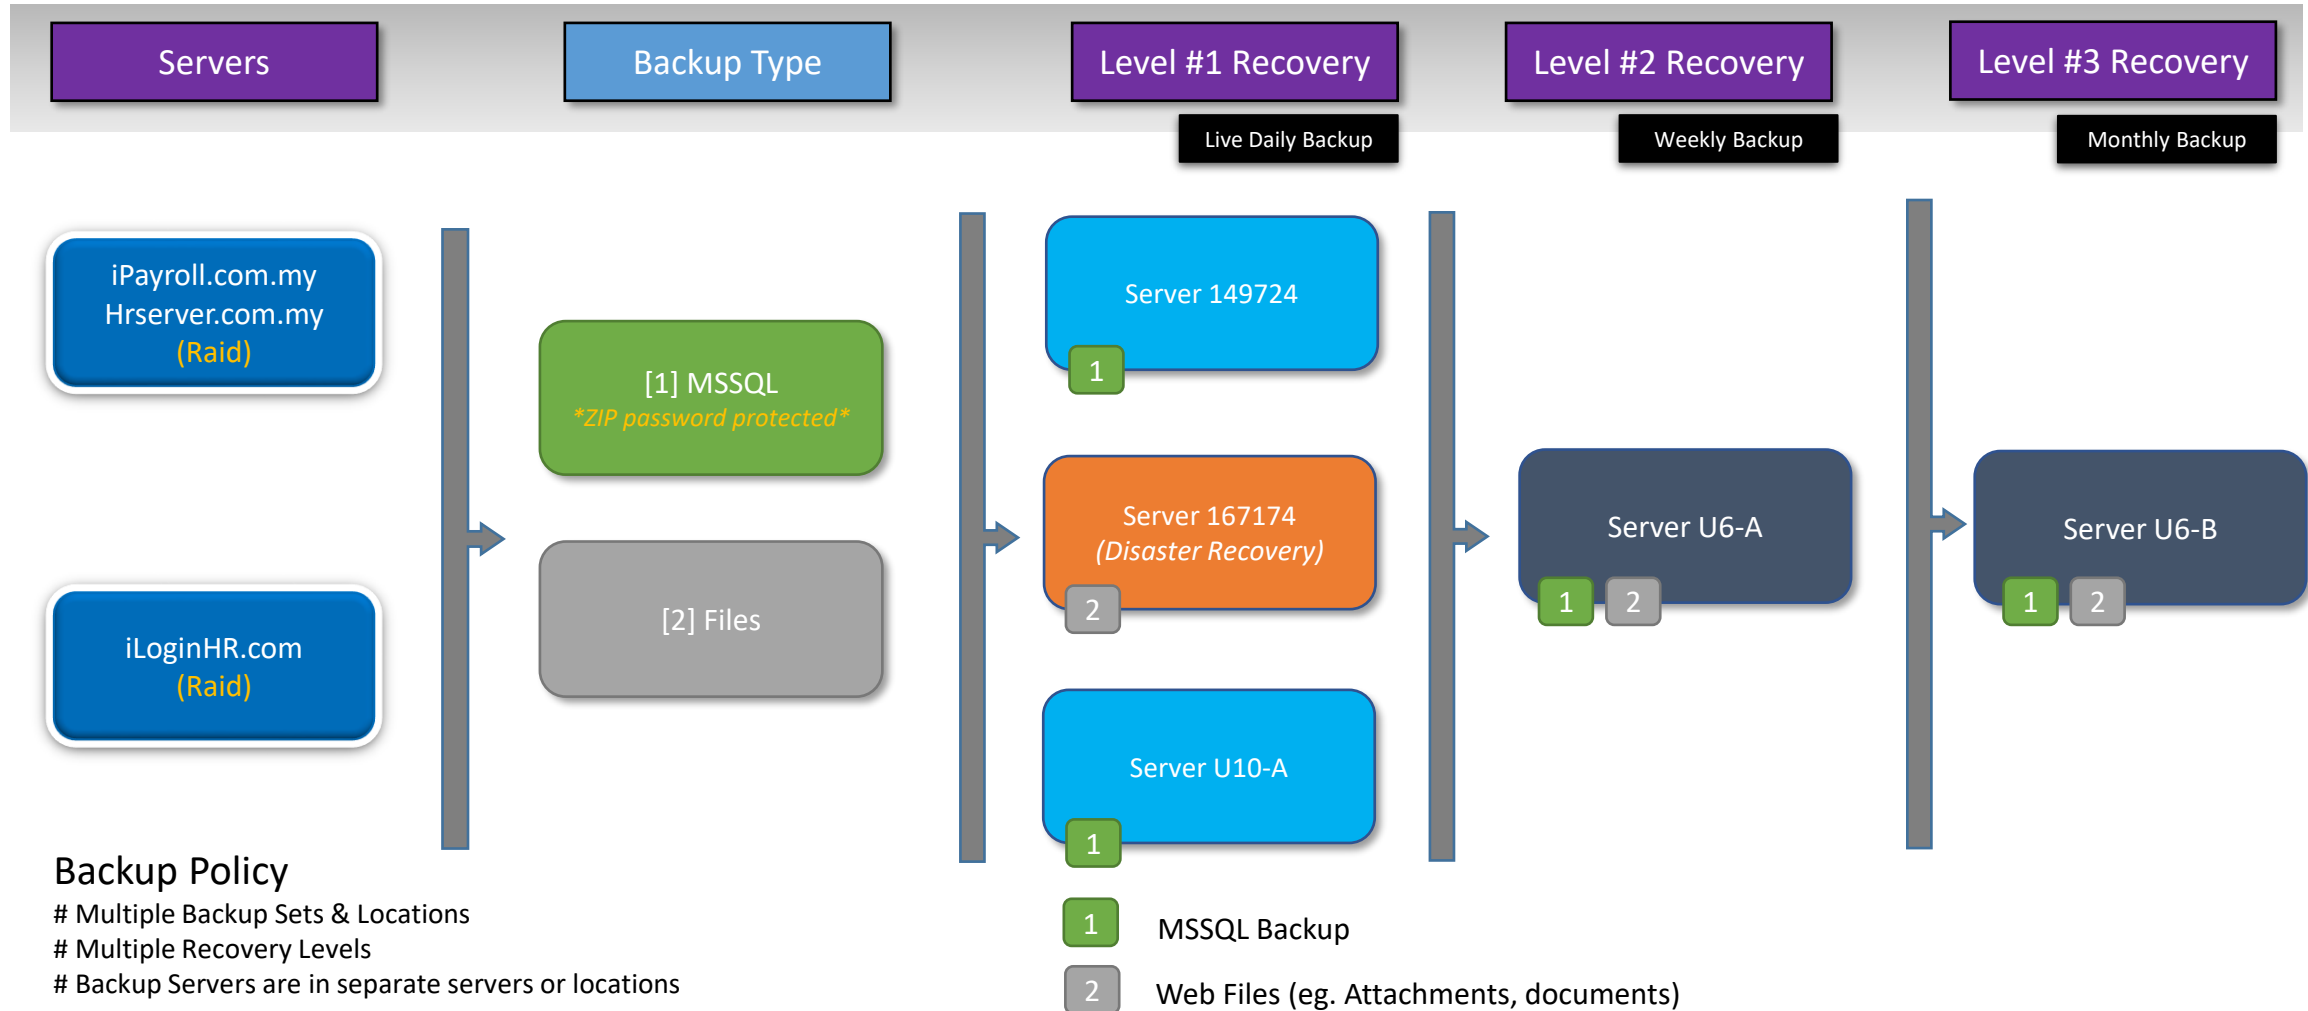 Servers
Backup Type
Level #1 Recovery
Level #2 Recovery
Level #3 Recovery
Live Daily Backup
Weekly Backup
Monthly Backup
iPayroll.com.my
Hrserver.com.my
(Raid)
iLoginHR.com
(Raid)
[1] MSSQL
*ZIP password protected*
[2] Files
Server 149724
1
Server 167174
(Disaster Recovery)
2
Server U10-A
1
Server U6-A
1 2
Server U6-B
1 2
Backup Policy
# Multiple Backup Sets & Locations
# Multiple Recovery Levels
# Backup Servers are in separate servers or locations
1 MSSQL Backup
2 Web Files (eg. Attachments, documents)